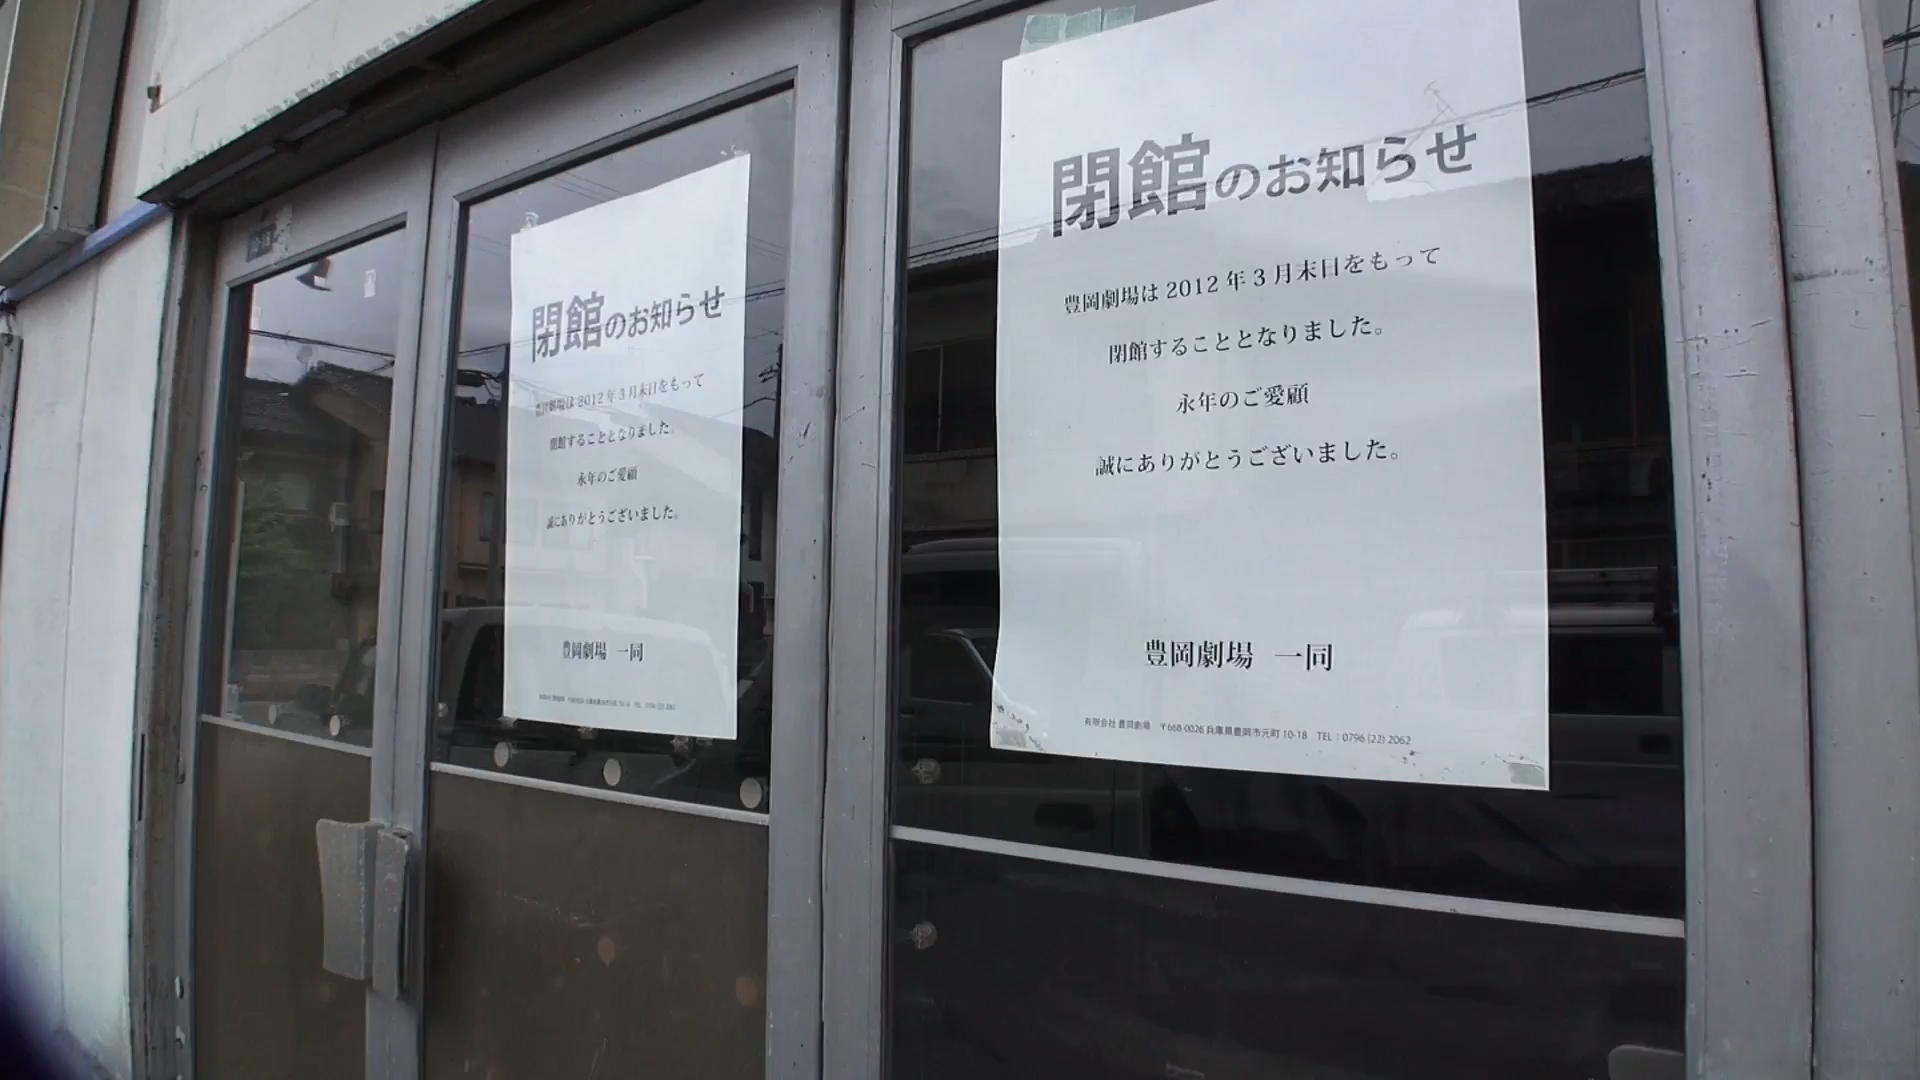 閉館のお知らせ
豊岡劇場は2012年3月末日をもって
閉館することとなりました。
永年のご愛顧
誠にありがとうございました。
豊岡劇場 一同
閉館のお知らせ
豊岡劇場は2012年3月末日をもって
閉館することとなりました。
永年のご愛顧
誠にありがとうございました。
豊岡劇場 一同
有限会社 豊岡劇場 〒668-0026 兵庫県豊岡市元町 10-18 TEL：0796 (22) 2062